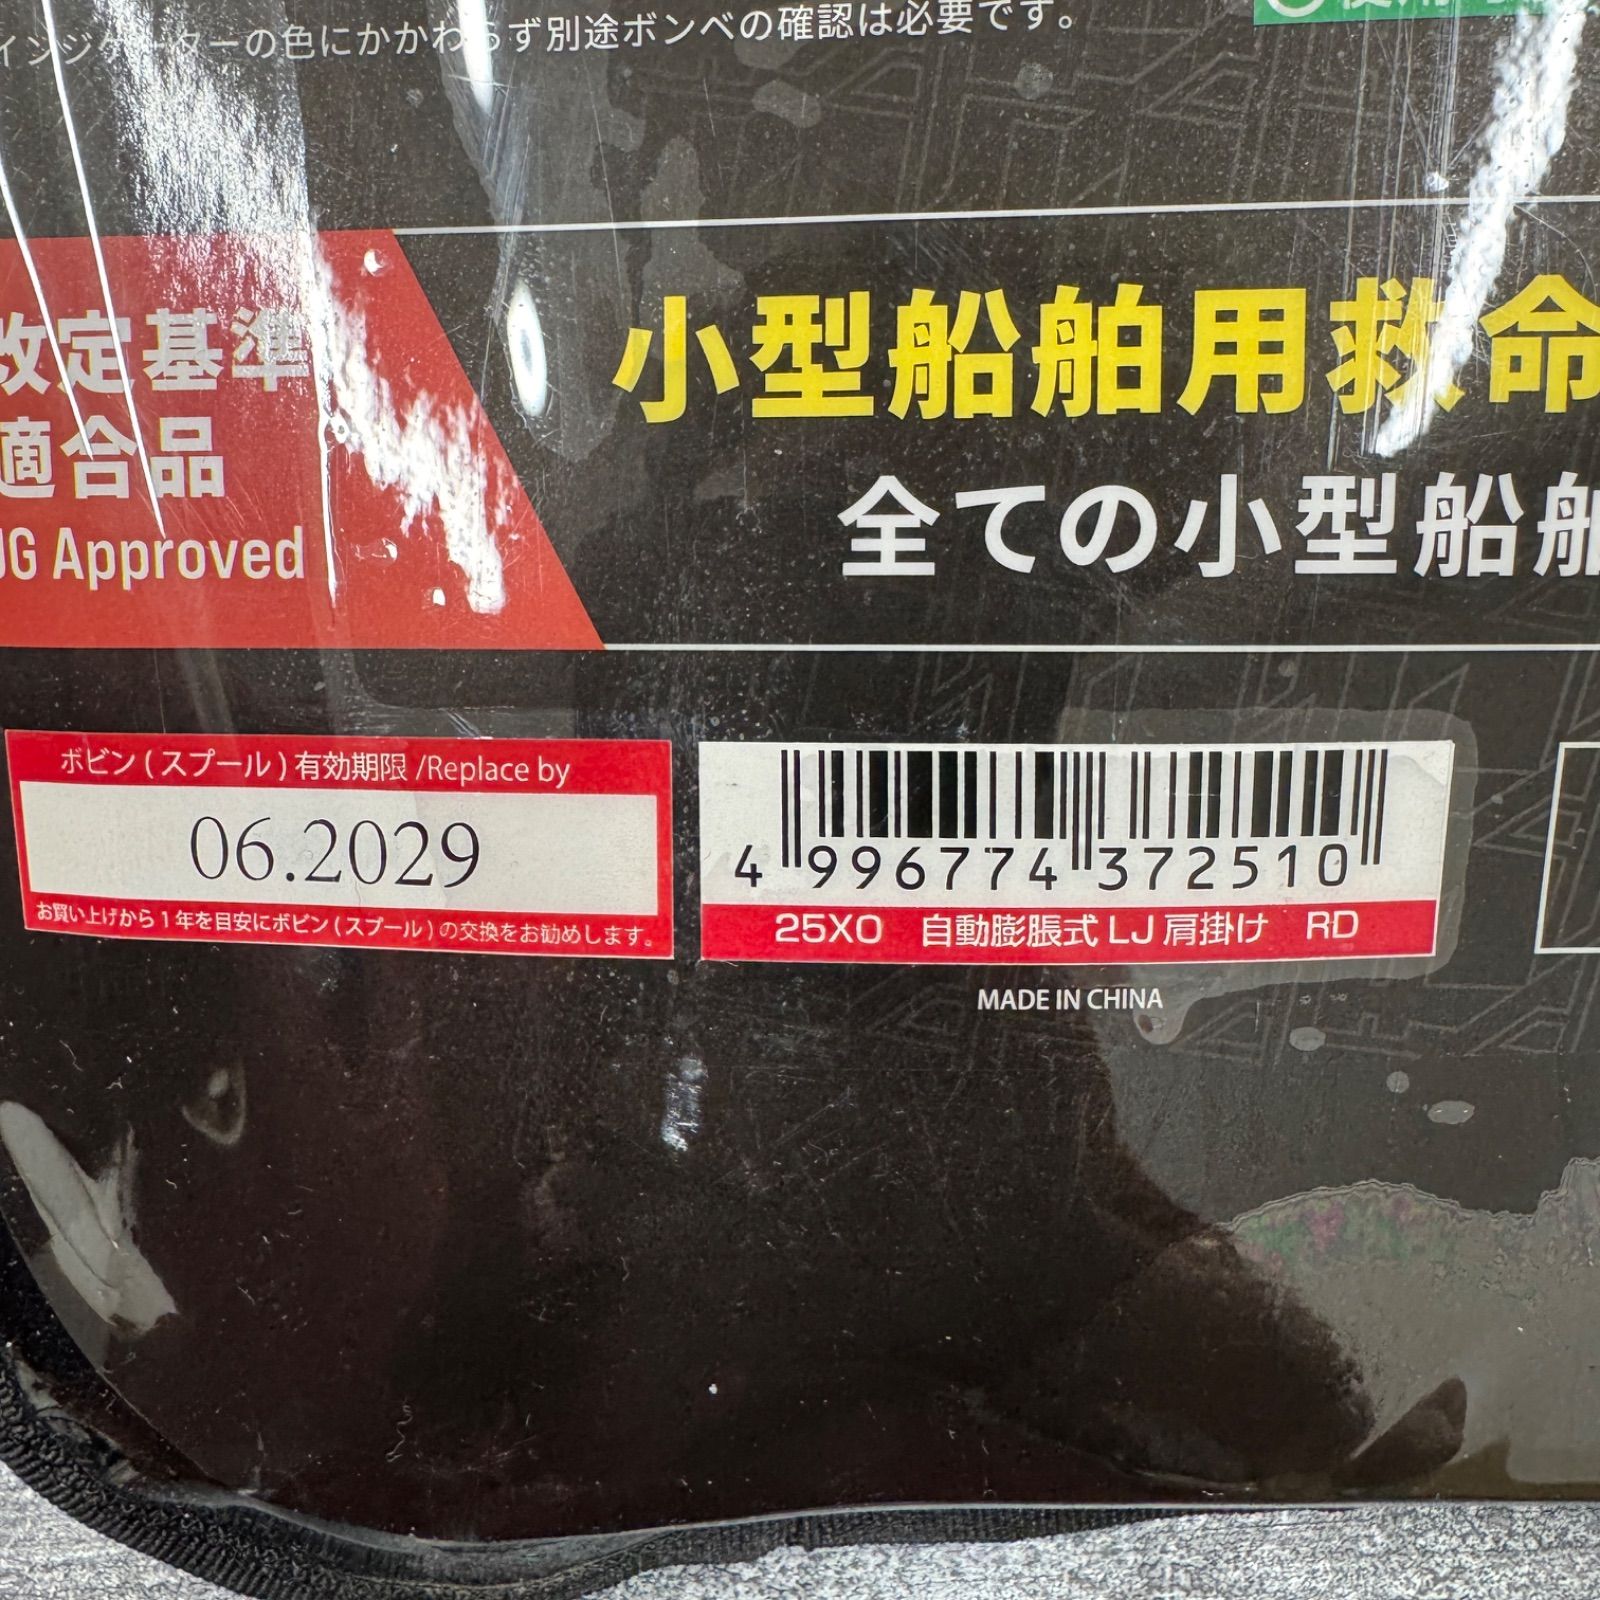 インジケーターの色にかかわらず別途ボンベの確認は必要です。
改定基準
適合品
小型船舶用救命
全ての小型船舶
JG Approved
ボビン(スプール)有効期限/Replace by
06.2029
お買い上げから1年を目安にボビン(スプール)の交換をお勧めします。
4 996774 372510
25XO 自動膨脹式LJ肩掛け RD
MADE IN CHINA